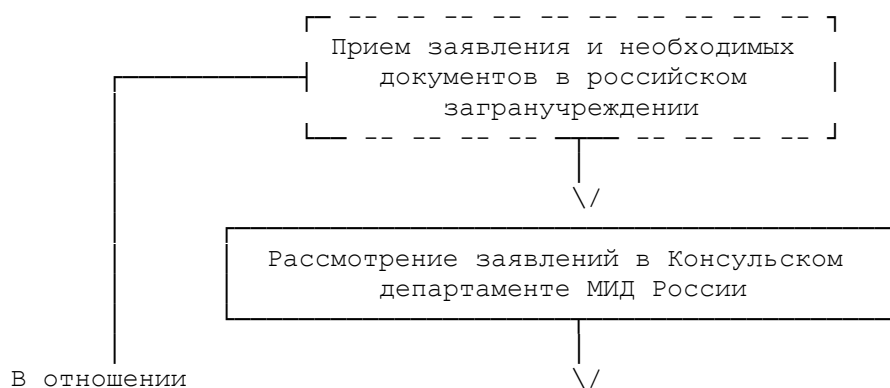 Прием заявления и необходимых
документов в российском
загранучреждении
Рассмотрение заявлений в Консульском
департаменте МИД России
В отношении